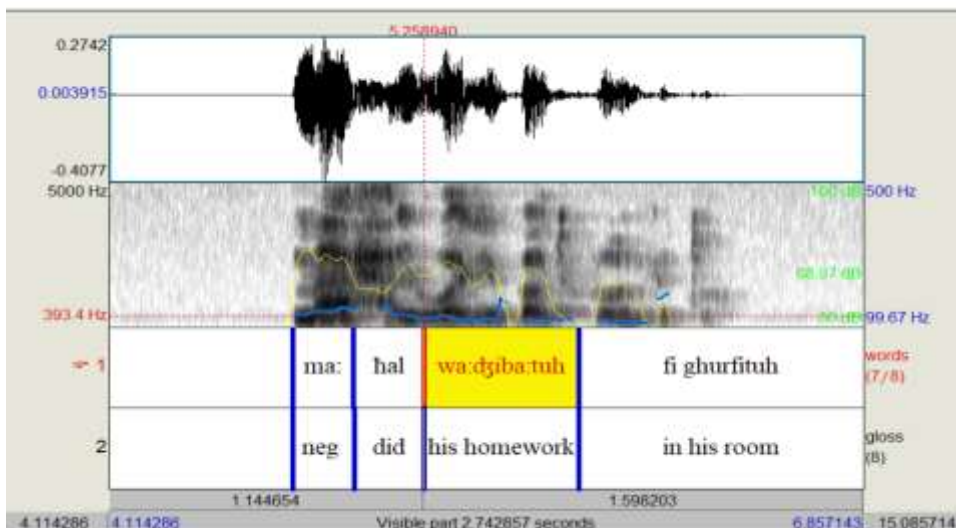 5.258940
0.2742
0.003915
-0.4077
5000 Hz 100 dB 500 Hz
68.97 dB
393.4 Hz 50 dB 99.67 Hz
1 ma: ħal wa:ʤiba:tuh fi ghurfituh words (7/8)
2 neg did his homework in his room gloss (8)
1.144654 1.598203
4.114286 4.114286 Visible part 2.742857 seconds 6.857143 15.085714